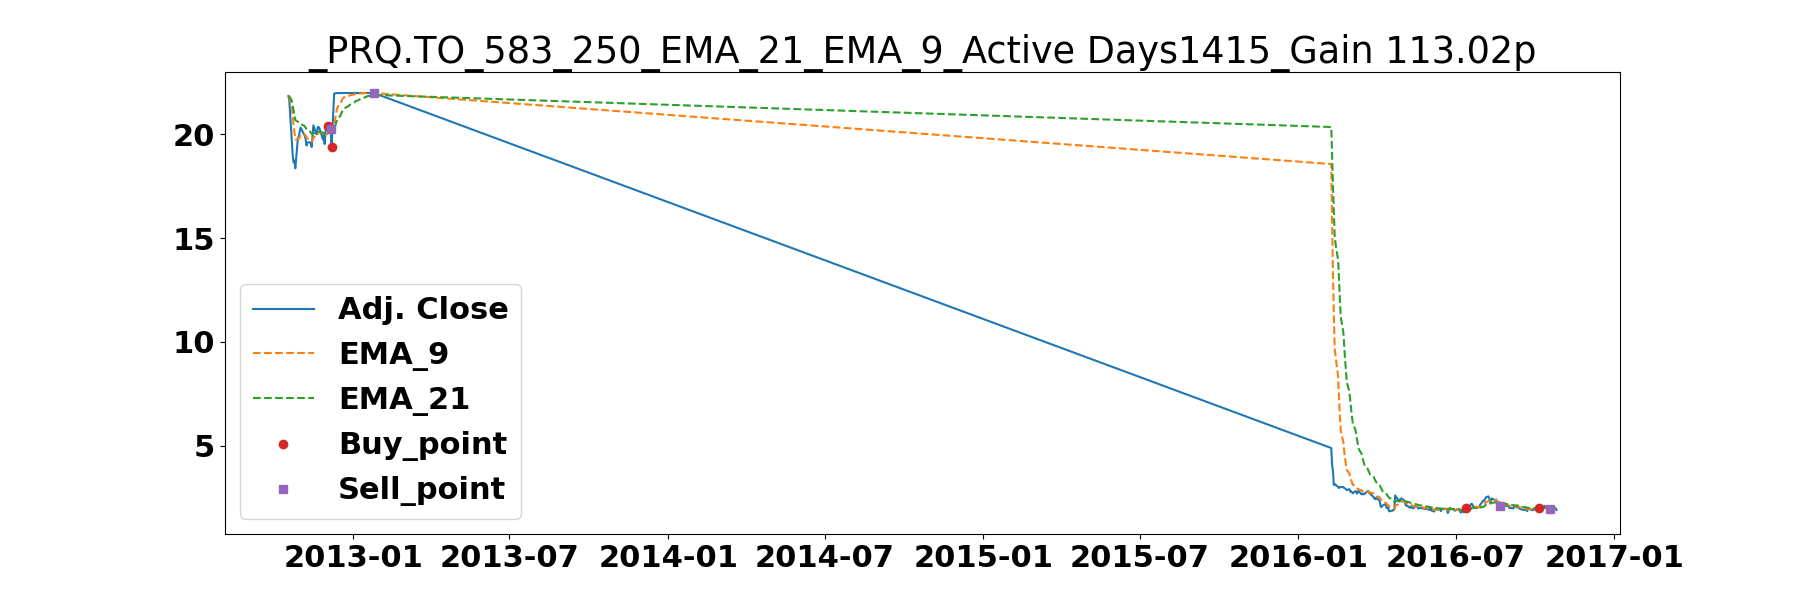 _PRQ.TO_583_250_EMA_21_EMA_9_Active Days1415_Gain 113.02p
20
15
10
5
Adj. Close
EMA_9
EMA_21
Buy_point
Sell_point
2013-01 2013-07 2014-01 2014-07 2015-01 2015-07 2016-01 2016-07 2017-01